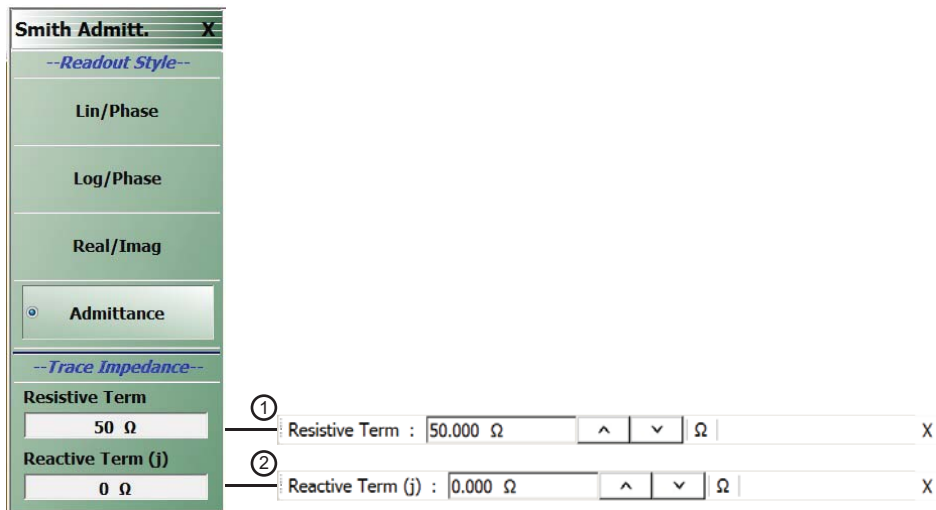 Smith Admitt. X
--Readout Style--
Lin/Phase
Log/Phase
Real/Imag
Admittance
--Trace Impedance--
Resistive Term
50 Ω
① Resistive Term : 50.000 Ω Ω X
Reactive Term (j)
0 Ω
② Reactive Term (j) : 0.000 Ω Ω X